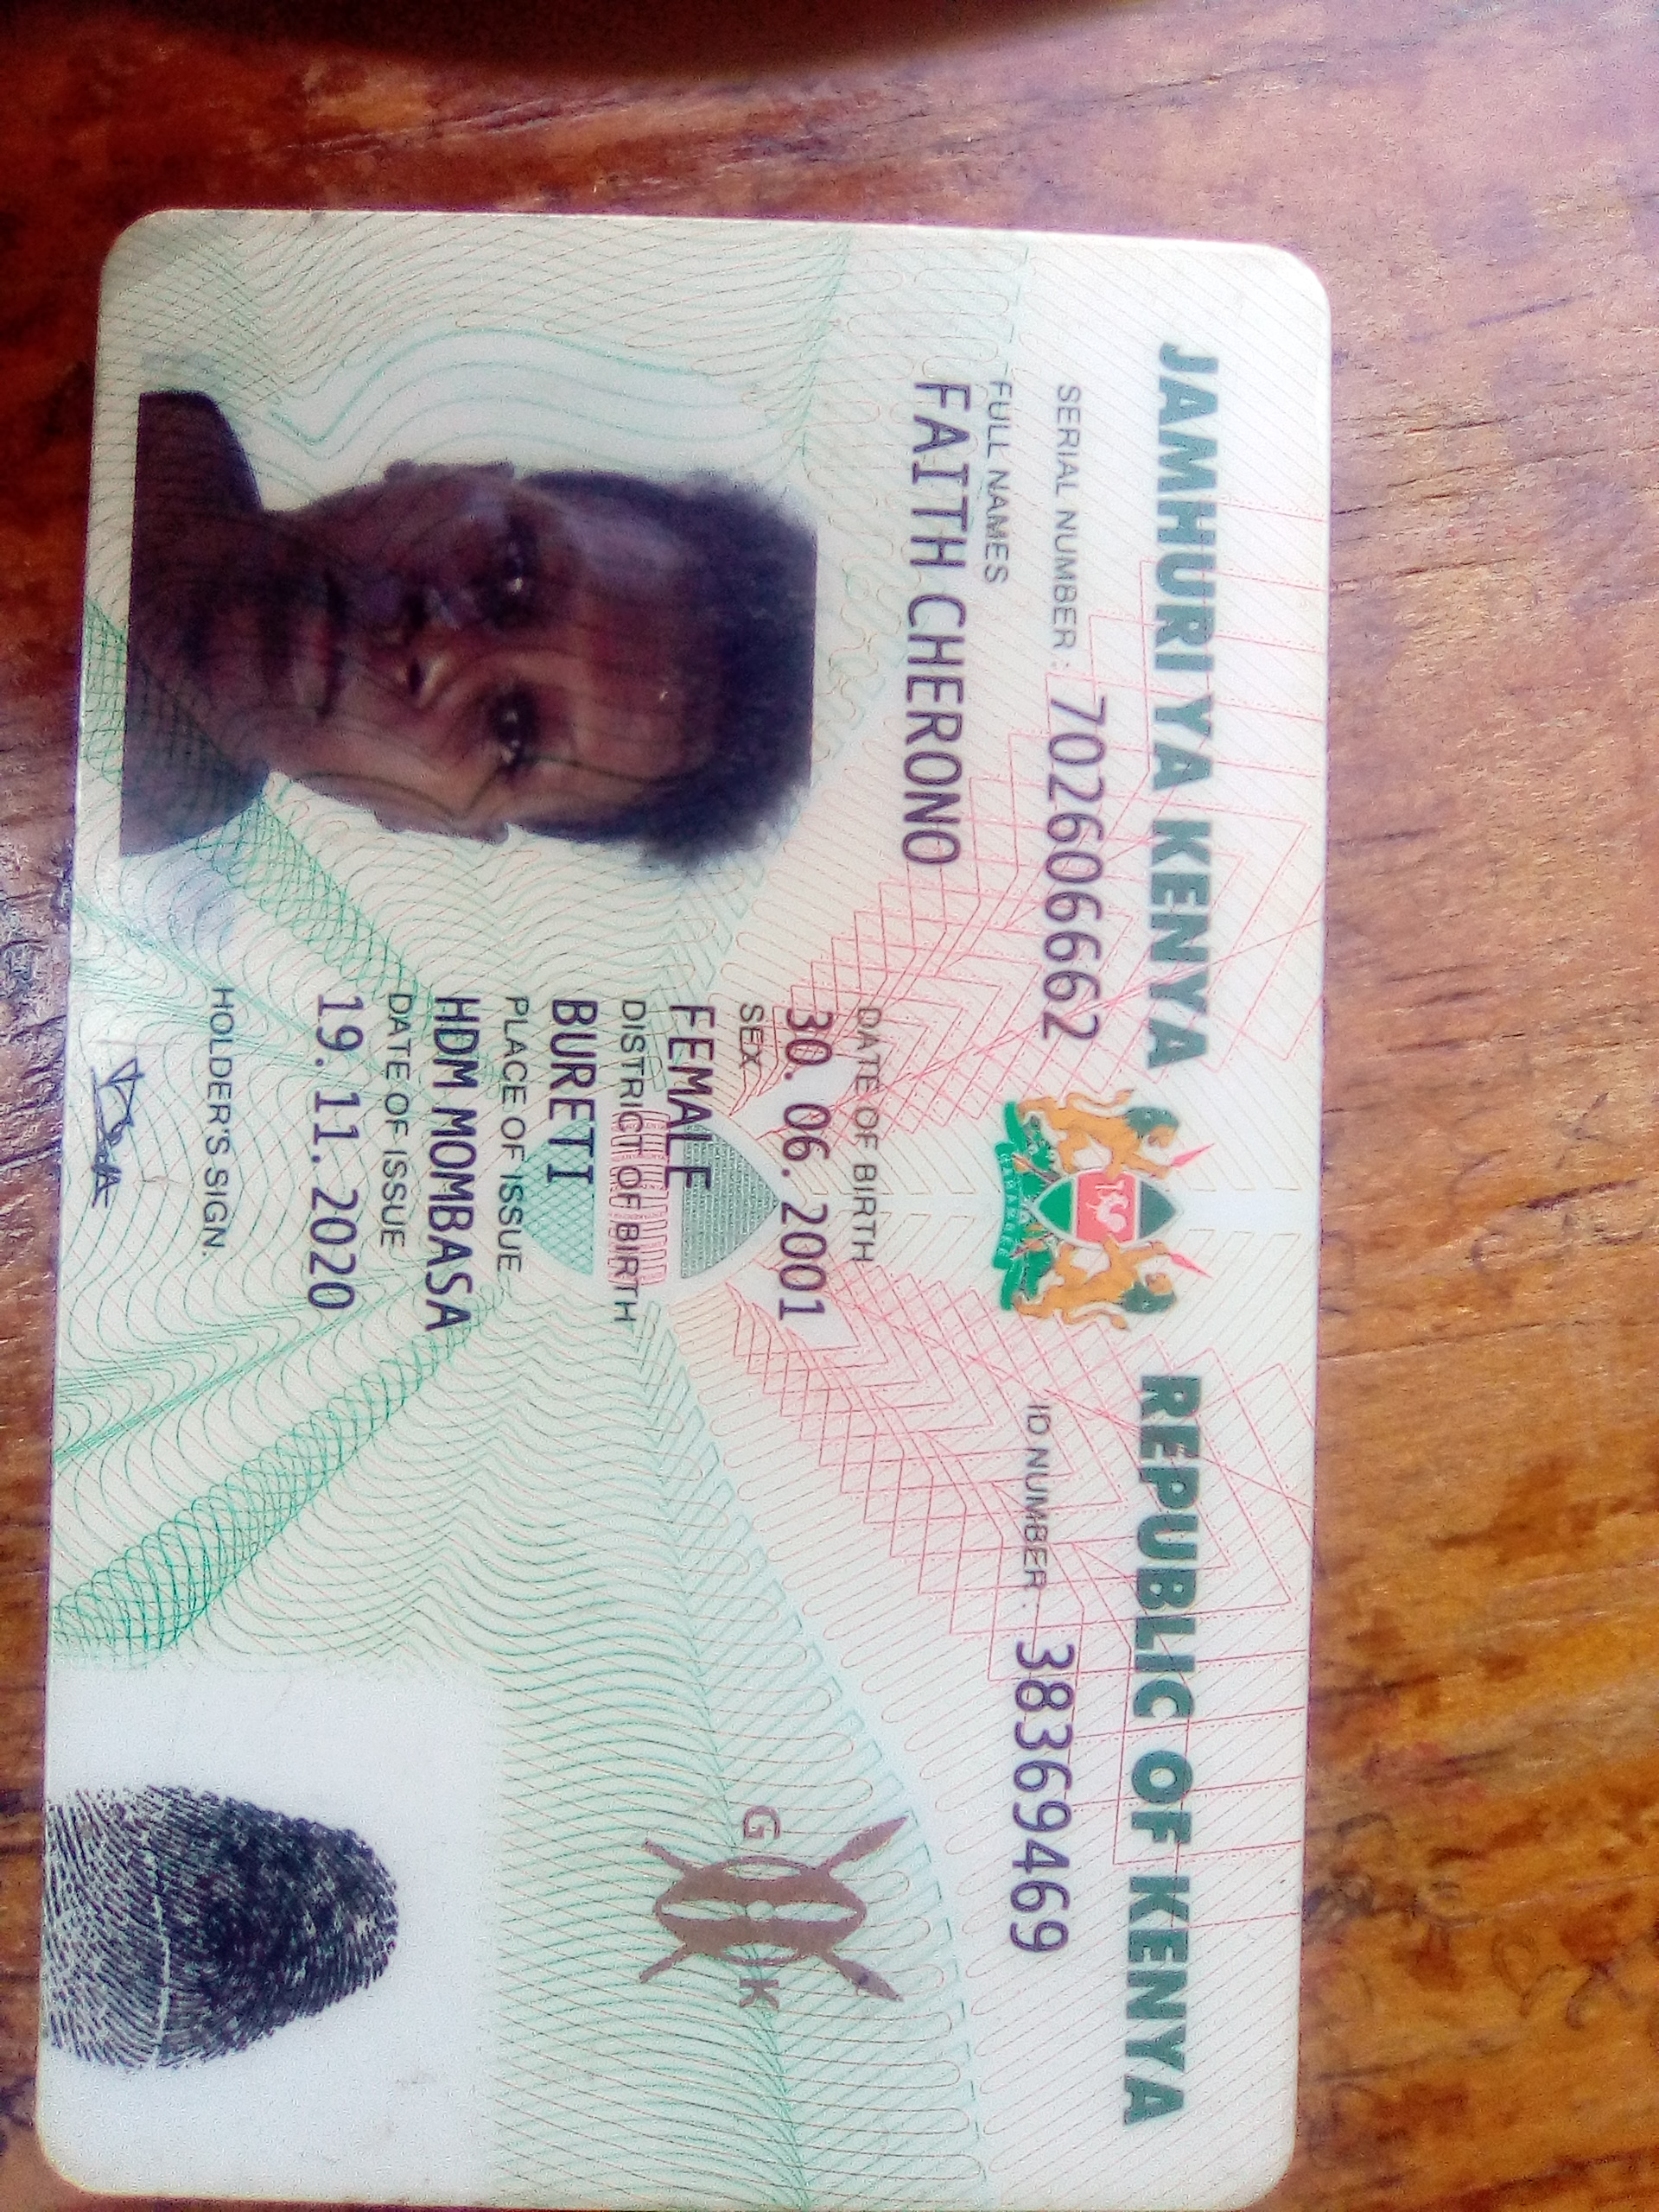 JAMHURI YA KENYA REPUBLIC OF KENYA
HARAMBEE
SERIAL NUMBER : 702606662 ID NUMBER : 38369469
FULL NAMES
FAITH CHERONO
DATE OF BIRTH
30. 06. 2001
SEX
FEMALE
DISTRICT OF BIRTH
BURETI
PLACE OF ISSUE
HDM MOMBASA
DATE OF ISSUE
19. 11. 2020
HOLDER'S SIGN.
G K